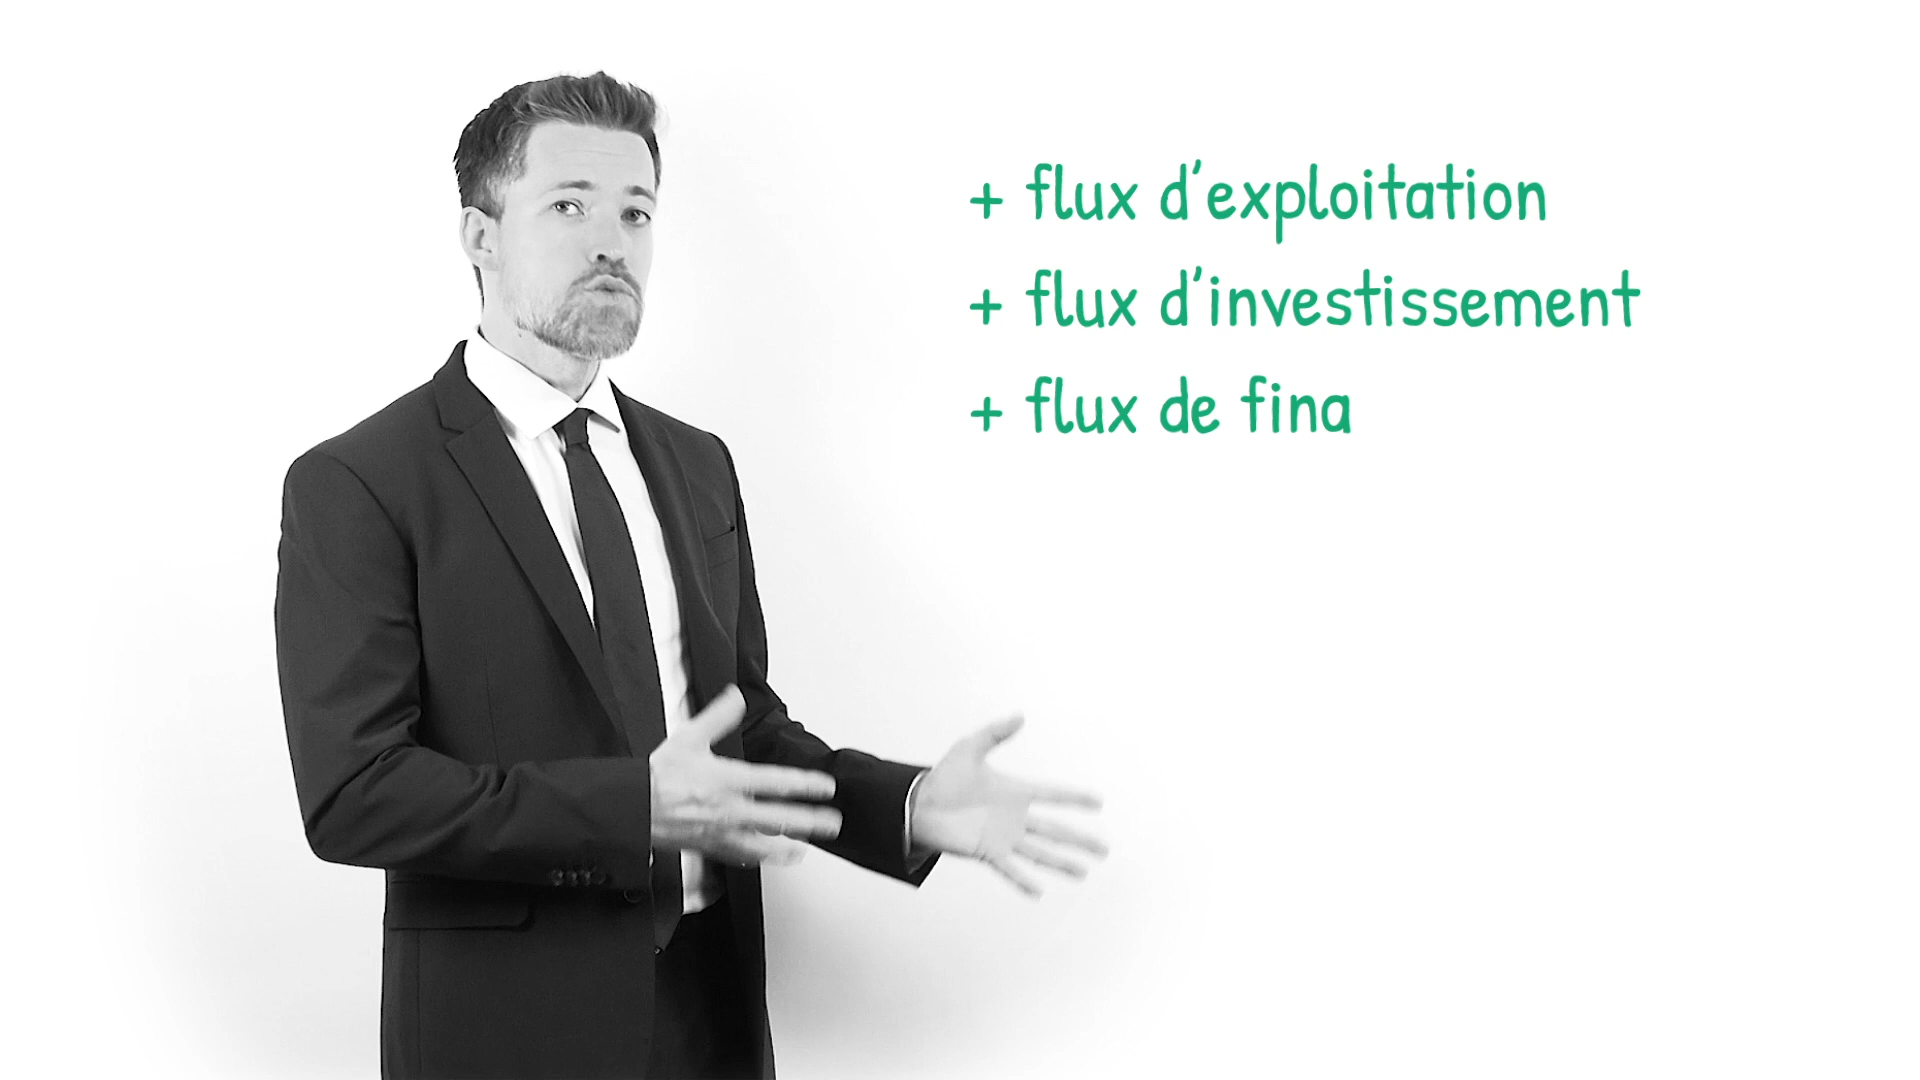 + flux d'exploitation
+ flux d'investissement
+ flux de fina